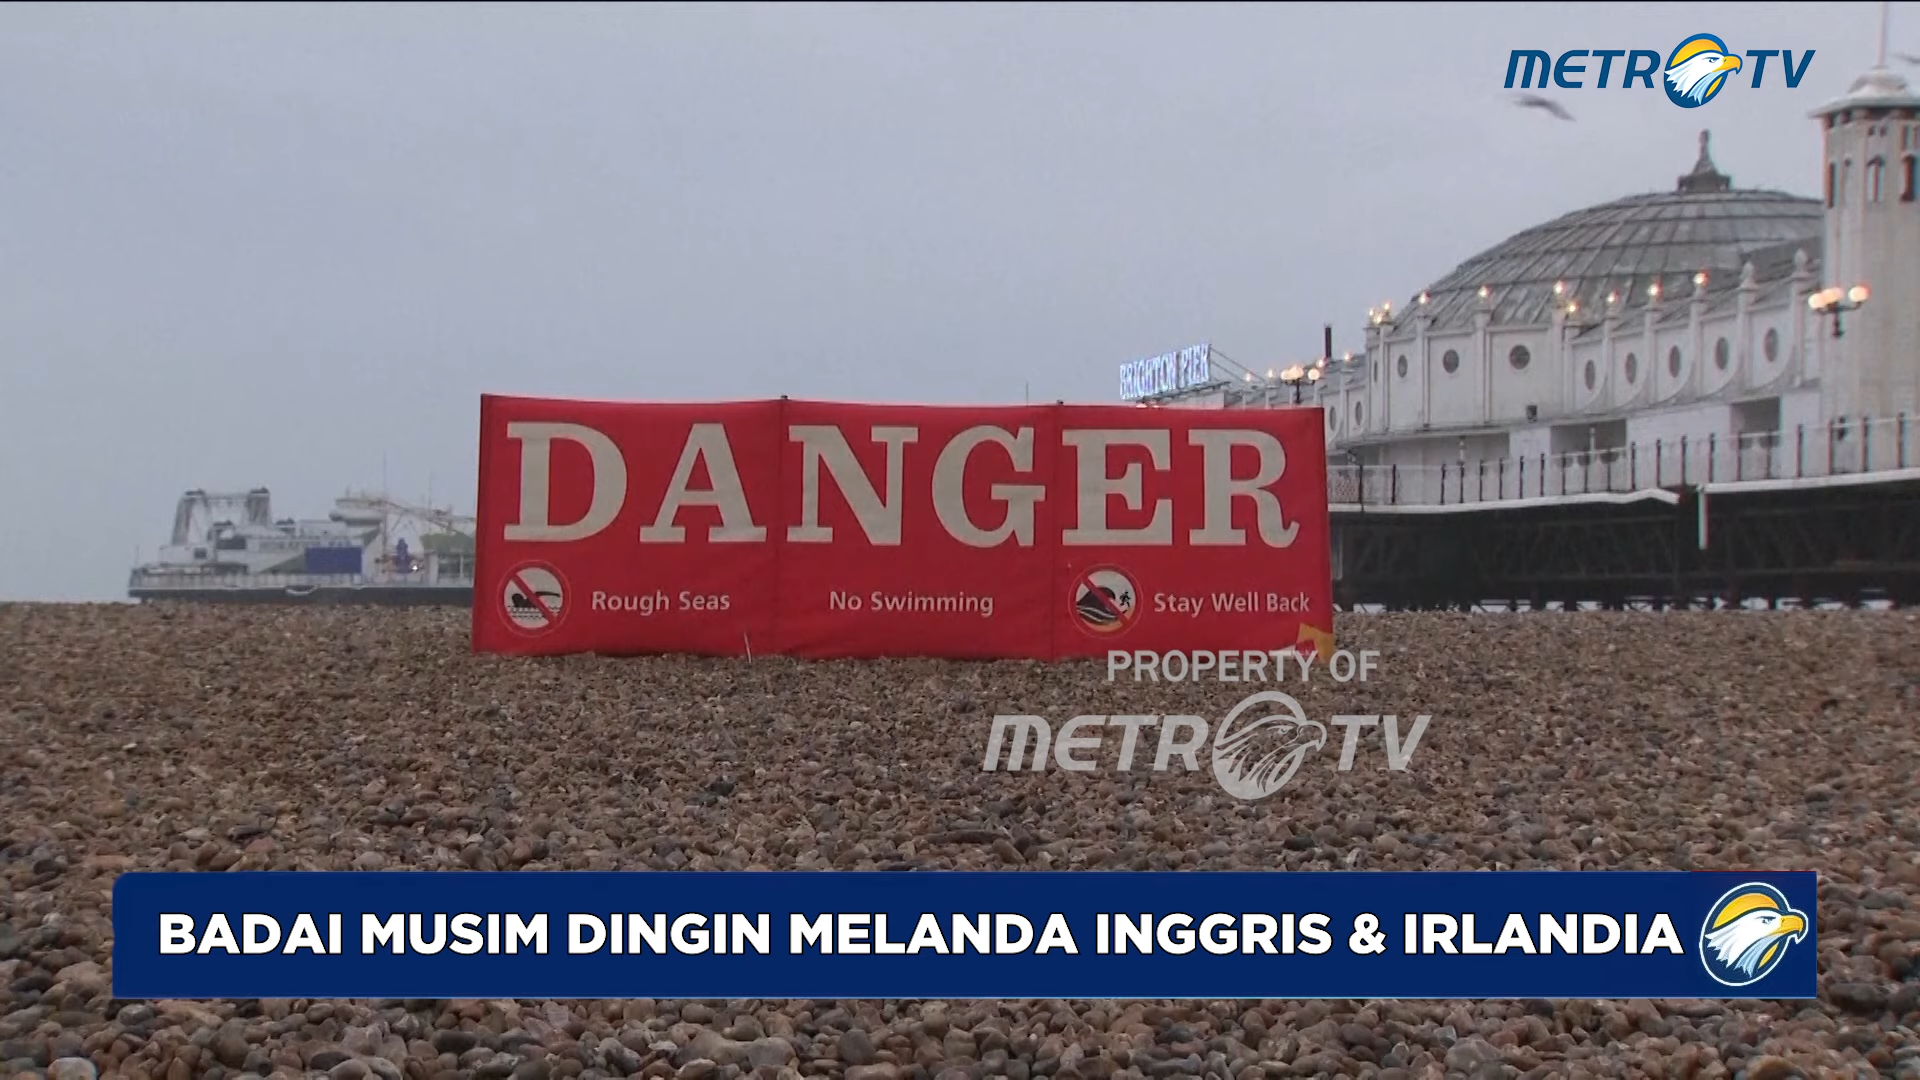 METRO TV
BRIGHTON PIER
DANGER
Rough Seas No Swimming Stay Well Back
PROPERTY OF
METRO TV
BADAI MUSIM DINGIN MELANDA INGGRIS & IRLANDIA